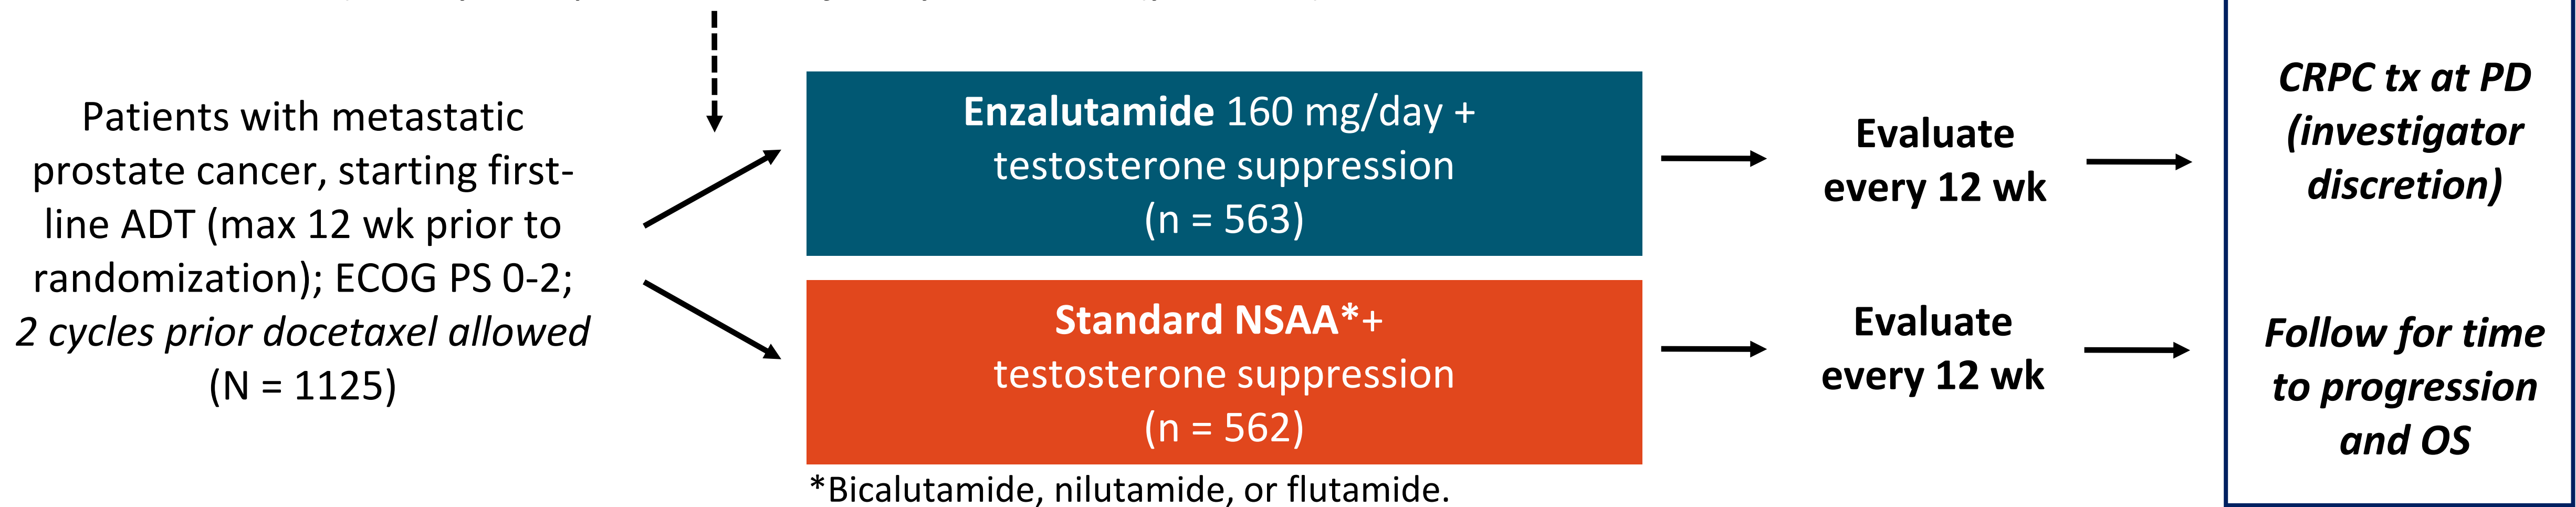 Patients with metastatic
prostate cancer, starting first-
line ADT (max 12 wk prior to
randomization); ECOG PS 0-2;
2 cycles prior docetaxel allowed
(N = 1125)
Enzalutamide 160 mg/day +
testosterone suppression
(n = 563)
Standard NSAA*+
testosterone suppression
(n = 562)
*Bicalutamide, nilutamide, or flutamide.
Evaluate
every 12 wk
Evaluate
every 12 wk
CRPC tx at PD
(investigator
discretion)
Follow for time
to progression
and OS